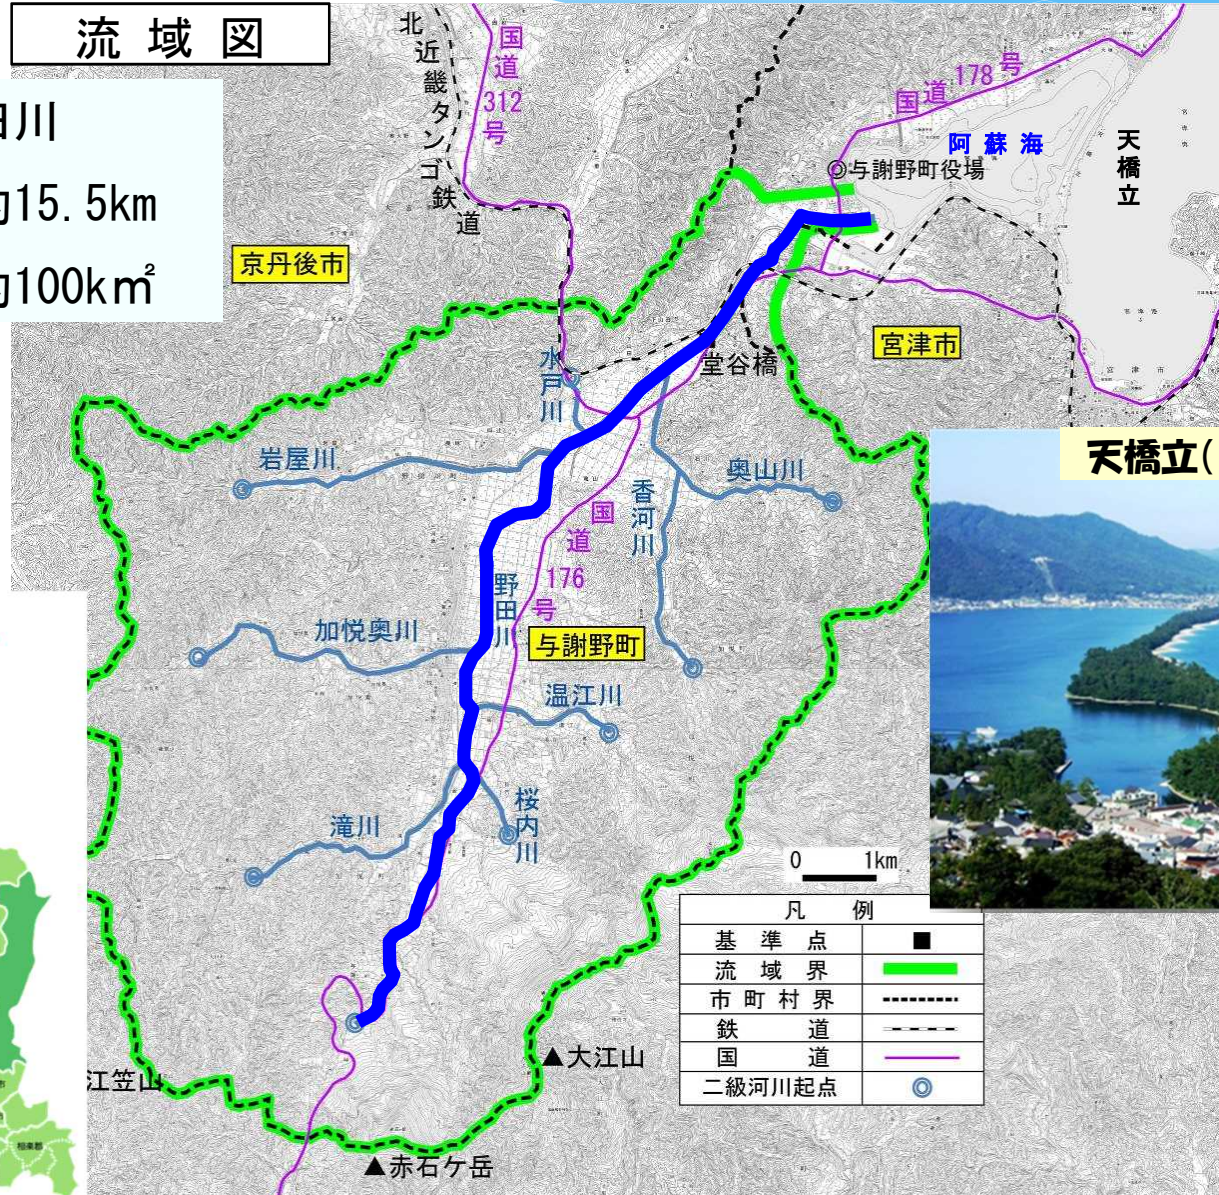 流域図
田川
約15.5km
約100k㎡
北近畿タンゴ鉄道
国道312号
国道178号
阿蘇海
天橋立
◎与謝野町役場
京丹後市
宮津市
堂谷橋
水戸川
岩屋川
奥山川
香河川
国道176号
野田川
加悦奥川
与謝野町
温江川
桜内川
滝川
天橋立(
0 1km
凡例
基準点
流域界
市町村界
鉄道
国道
二級河川起点
▲大江山
江笠山
▲赤石ケ岳
宮津市
相楽郡